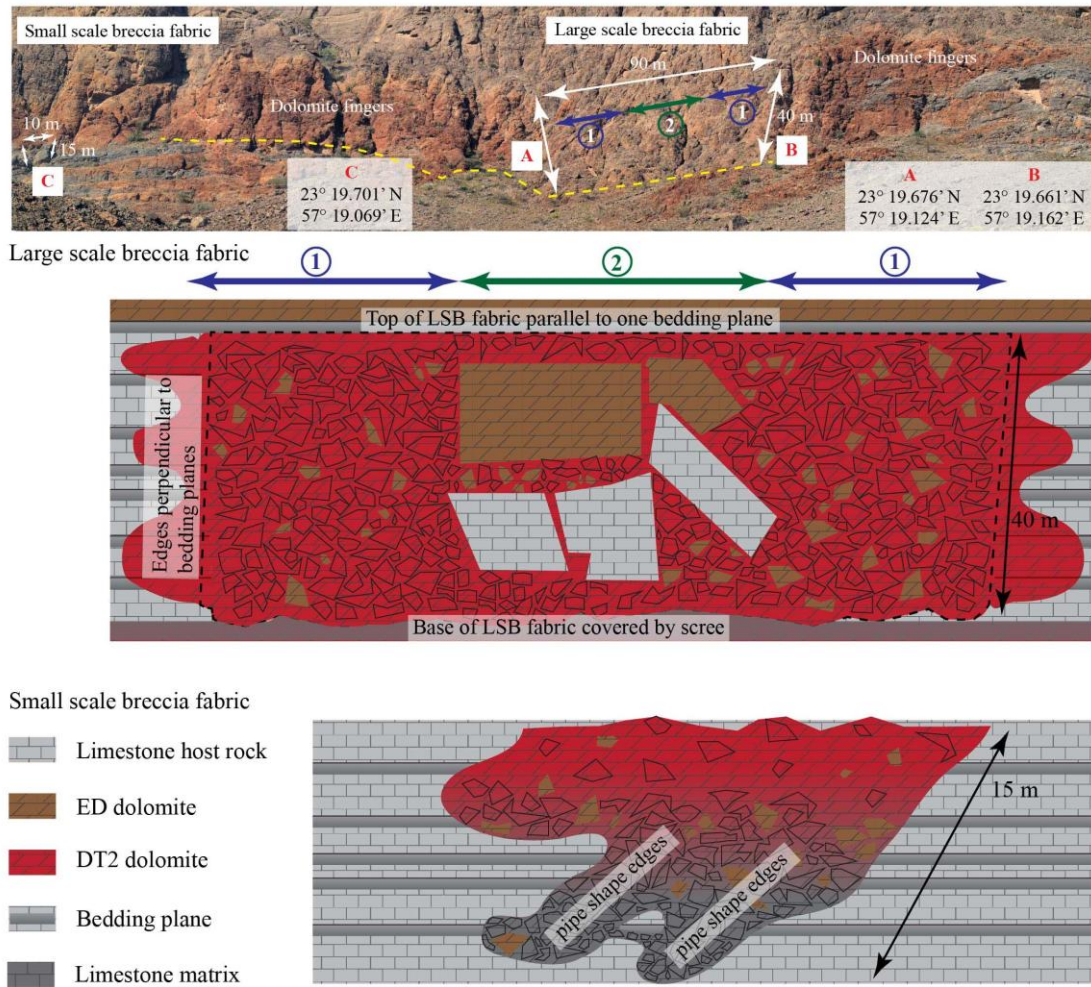 Small scale breccia fabric
Large scale breccia fabric
90 m
Dolomite fingers
Dolomite fingers
10 m
15 m
1
2
1
40 m
A
B
C
C
23° 19.701’ N
57° 19.069’ E
A
23° 19.676’ N
57° 19.124’ E
B
23° 19.661’ N
57° 19.162’ E
Large scale breccia fabric
1
2
1
Top of LSB fabric parallel to one bedding plane
Edges perpendicular to
bedding planes
40 m
Base of LSB fabric covered by scree
Small scale breccia fabric
Limestone host rock
ED dolomite
DT2 dolomite
Bedding plane
Limestone matrix
15 m
pipe shape edges
pipe shape edges